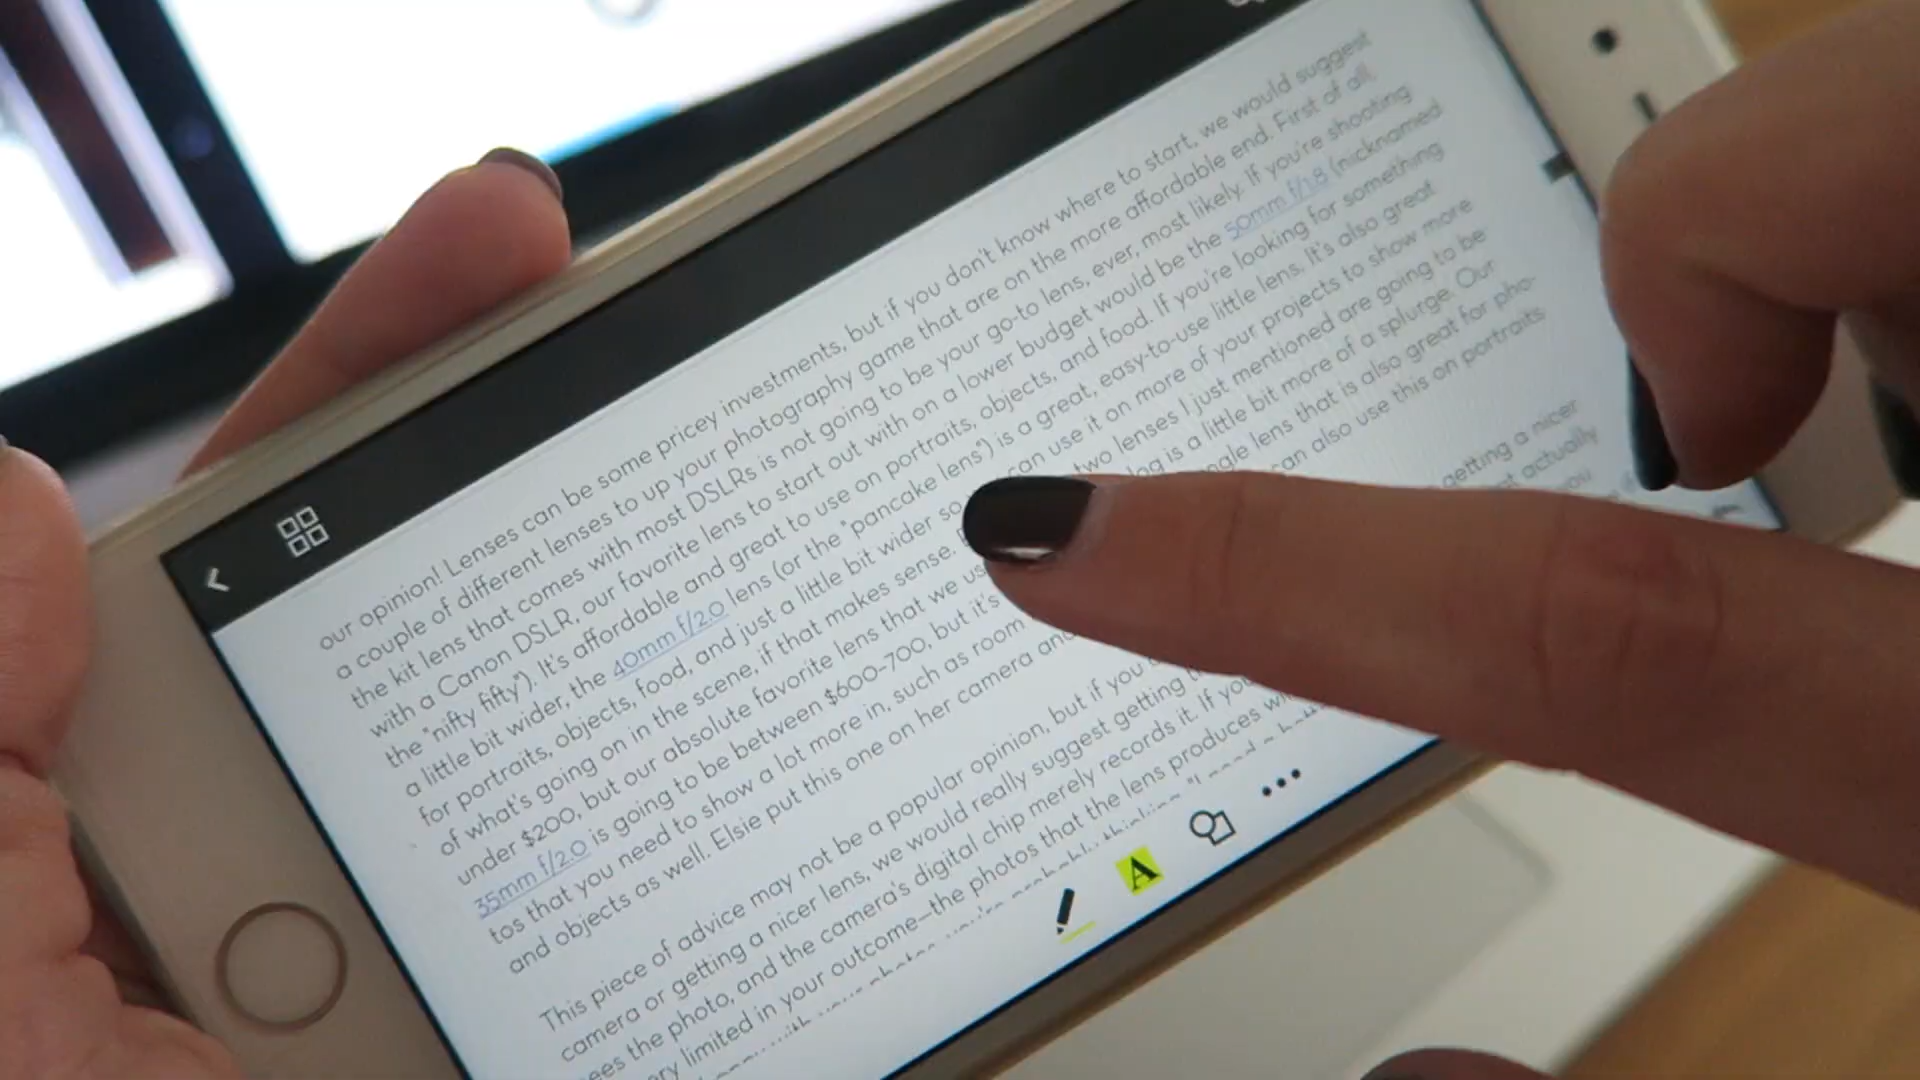 our opinion! Lenses can be some pricey investments, but if you don't know where to start, we would suggest
a couple of different lenses to up your photography game that are on the more affordable end. First of all,
the kit lens that comes with most DSLRs is not going to be your go-to lens, ever, most likely. If you're shooting
with a Canon DSLR, our favorite lens to start out with on a lower budget would be the 50mm f/1.8 (nicknamed
the "nifty fifty"). It's affordable and great to use on portraits, objects, and food. If you're looking for something
a little bit wider, the 40mm f/2.0 lens (or the "pancake lens") is a great, easy-to-use little lens. It's also great
for portraits, objects, food, and just a little bit wider so can use it on more of your projects to show more
of what's going on in the scene, if that makes sense. two lenses I just mentioned are going to be
under $200, but our absolute favorite lens that we is a little bit more of a splurge. Our
35mm f/2.0 is going to be between $600-700, but it's lens that is also great for pho-
tos that you need to show a lot more in, such as room can also use this on portraits
and objects as well. Elsie put this one on her camera and
This piece of advice may not be a popular opinion, but if you getting a nicer
camera or getting a nicer lens, we would really suggest getting actually
the photo, and the camera's digital chip merely records it. If you you
limited in your outcome—the photos that the lens produces
A